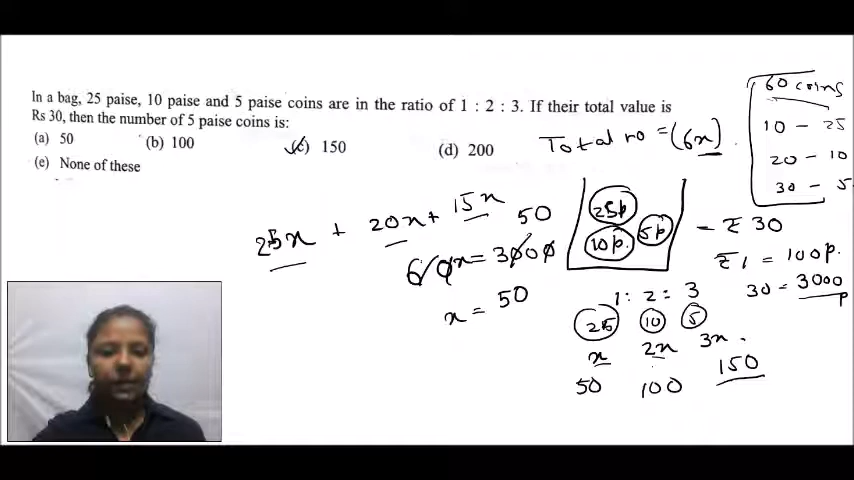 In a bag, 25 paise, 10 paise and 5 paise coins are in the ratio of 1 : 2 : 3. If their total value is
Rs 30, then the number of 5 paise coins is:
(a) 50 (b) 100 (c) 150 (d) 200
(e) None of these
Total no = (6x)
60 coins
10 - 25
20 - 10
30 - 5
25x + 20x + 15x
50
60x = 3000
x = 50
25p
10p. 5p
= ₹ 30
₹ 1 = 100p.
30 = 3000
p
1 : 2 : 3
25 10 5
x 2x 3x
50 100 150